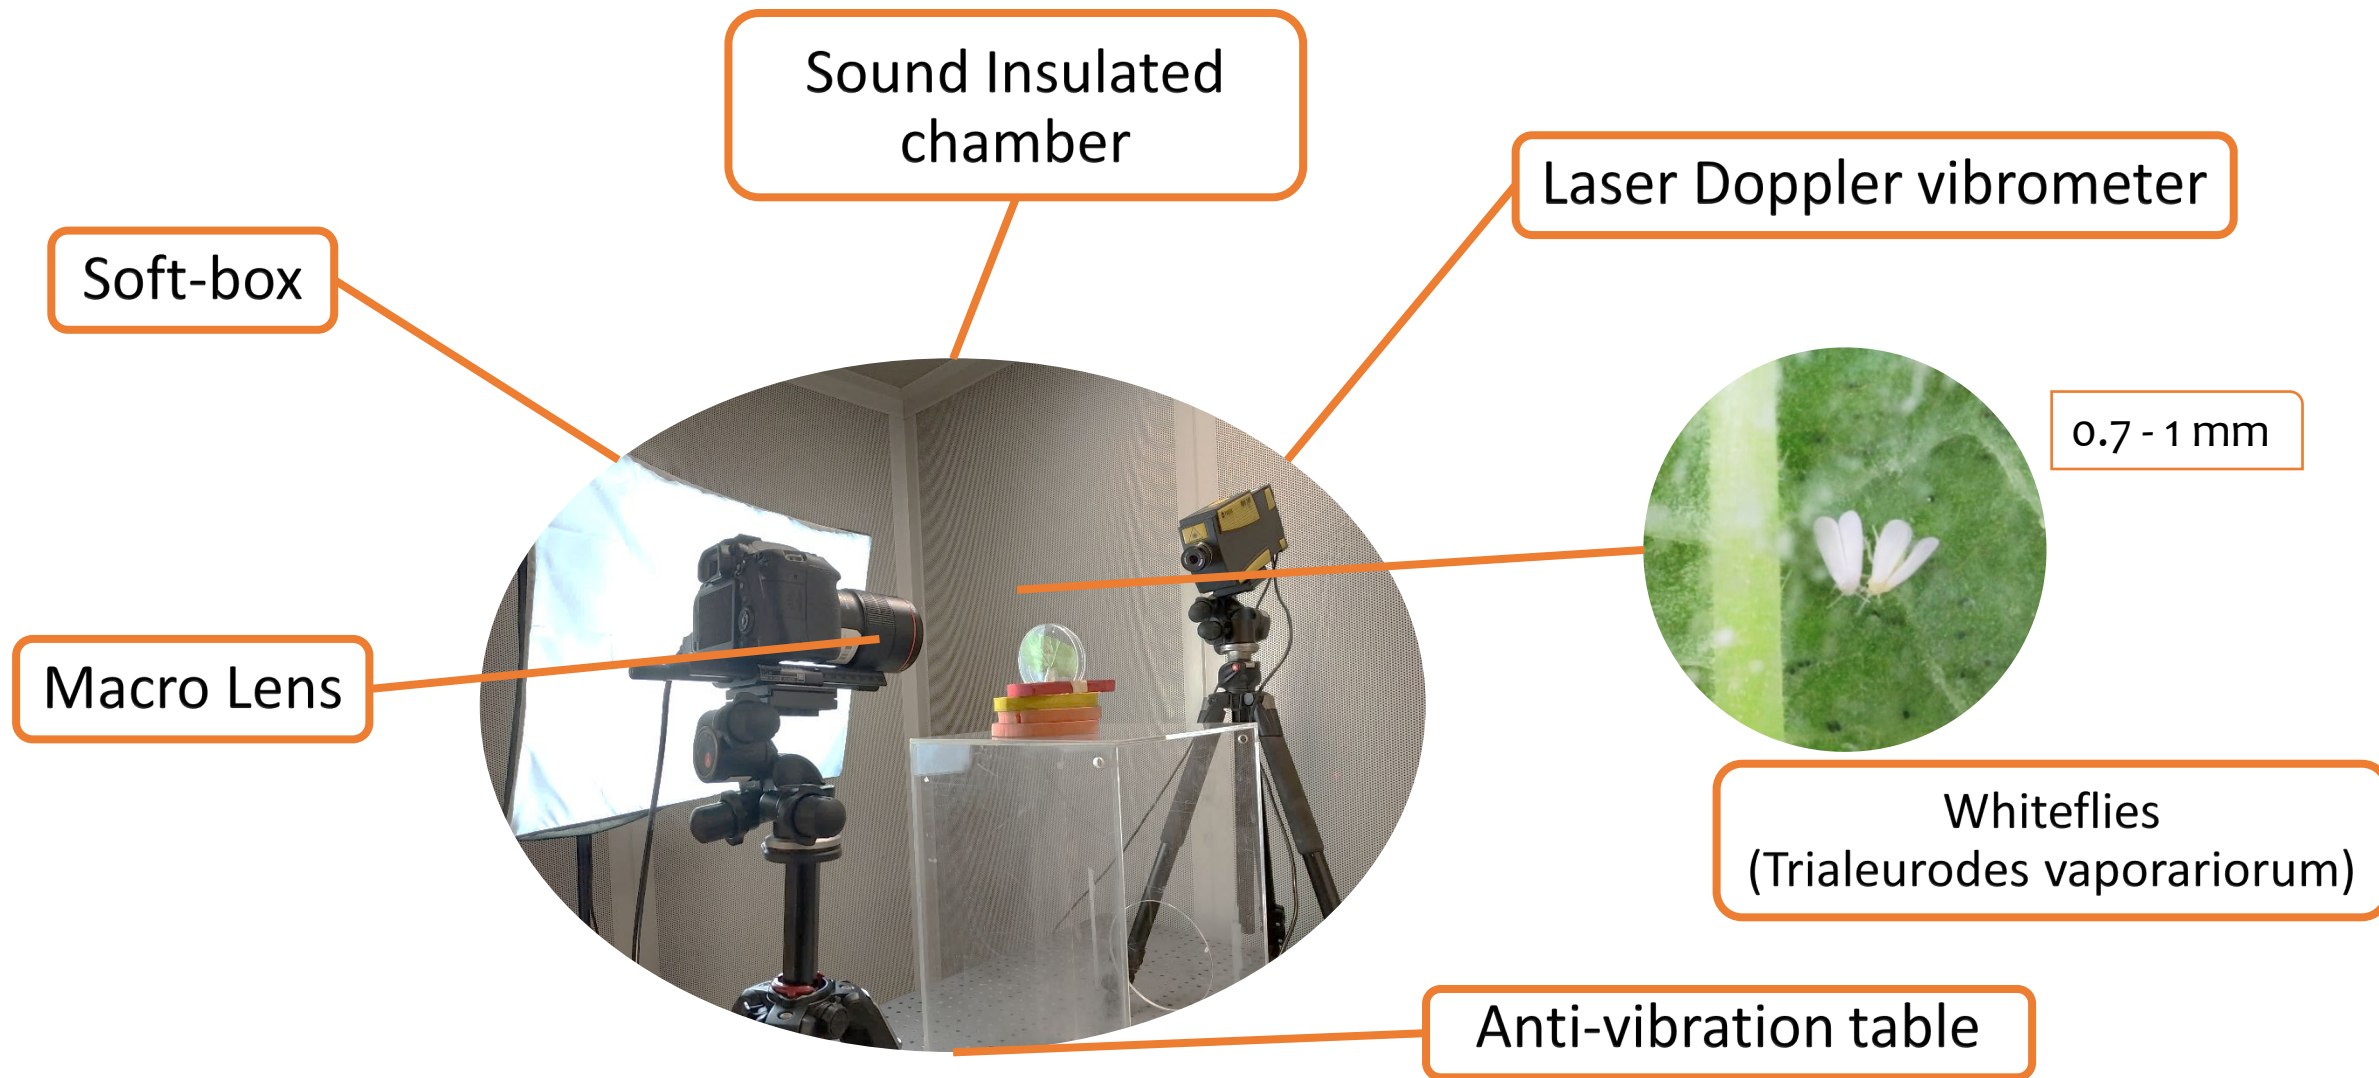 Sound Insulated
chamber
Laser Doppler vibrometer
Soft-box
0.7 - 1 mm
Macro Lens
Whiteflies
(Trialeurodes vaporariorum)
Anti-vibration table